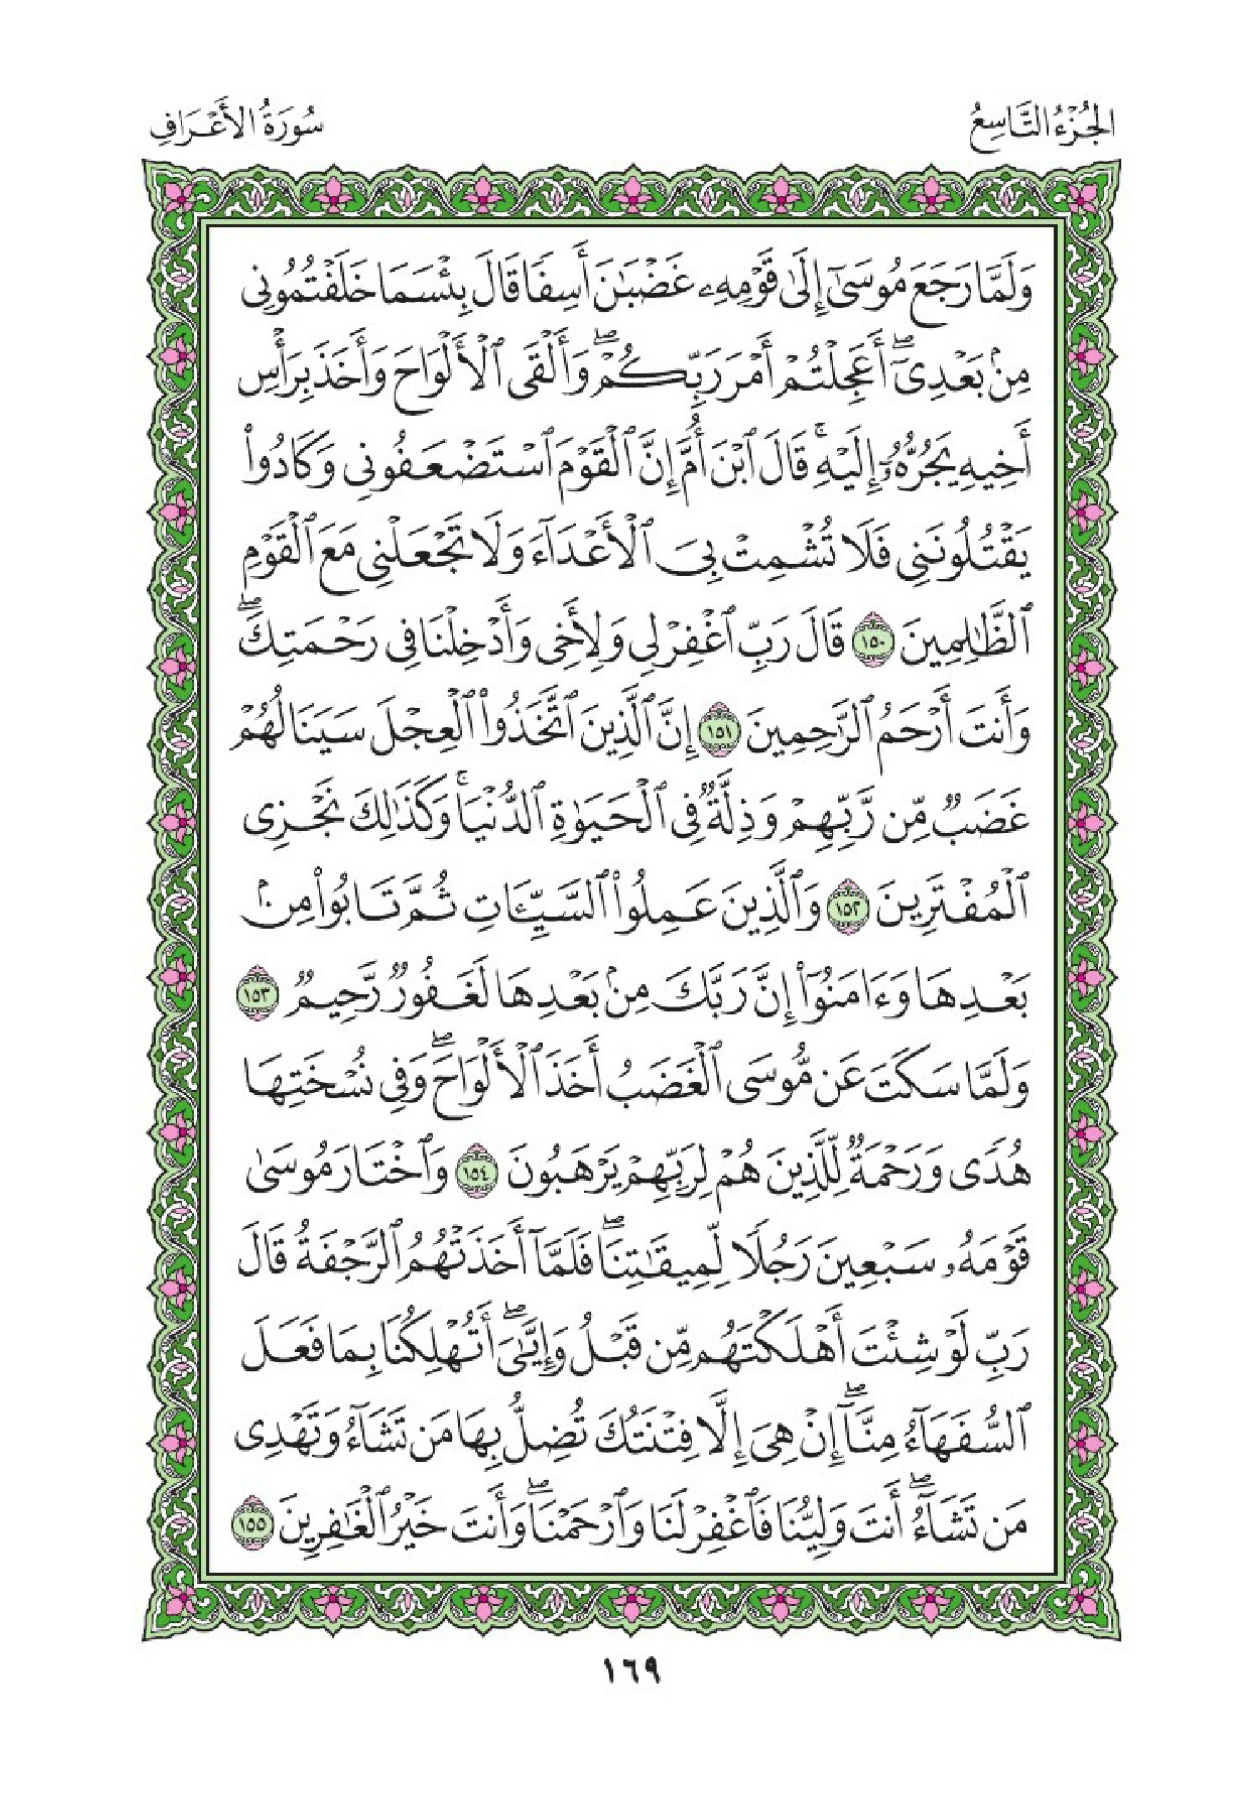 الجُزْءُ التَّاسِعُ
سُورَةُ الأَعْرَافِ
وَلَمَّا رَجَعَ مُوسَىٰٓ إِلَىٰ قَوْمِهِۦ غَضْبَٰنَ أَسِفٗا قَالَ بِئْسَمَا خَلَفْتُمُونِي
مِنۢ بَعْدِيٓۖ أَعَجِلْتُمْ أَمْرَ رَبِّكُمْۖ وَأَلْقَى ٱلْأَلْوَاحَ وَأَخَذَ بِرَأْسِ
أَخِيهِ يَجُرُّهُۥٓ إِلَيْهِۚ قَالَ ٱبْنَ أُمَّ إِنَّ ٱلْقَوْمَ ٱسْتَضْعَفُونِي وَكَادُوا۟
يَقْتُلُونَنِي فَلَا تُشْمِتْ بِيَ ٱلْأَعْدَآءَ وَلَا تَجْعَلْنِي مَعَ ٱلْقَوْمِ
ٱلظَّٰلِمِينَ ١٥٠ قَالَ رَبِّ ٱغْفِرْ لِي وَلِأَخِي وَأَدْخِلْنَا فِي رَحْمَتِكَۖ
وَأَنتَ أَرْحَمُ ٱلرَّٰحِمِينَ ١٥١ إِنَّ ٱلَّذِينَ ٱتَّخَذُوا۟ ٱلْعِجْلَ سَيَنَالُهُمْ
غَضَبٞ مِّن رَّبِّهِمْ وَذِلَّةٞ فِي ٱلْحَيَوٰةِ ٱلدُّنْيَاۚ وَكَذَٰلِكَ نَجْزِي
ٱلْمُفْتَرِينَ ١٥٢ وَٱلَّذِينَ عَمِلُوا۟ ٱلسَّيِّـَٔاتِ ثُمَّ تَابُوا۟ مِنۢ
بَعْدِهَا وَءَامَنُوٓا۟ إِنَّ رَبَّكَ مِنۢ بَعْدِهَا لَغَفُورٞ رَّحِيمٞ ١٥٣
وَلَمَّا سَكَتَ عَن مُّوسَى ٱلْغَضَبُ أَخَذَ ٱلْأَلْوَاحَۖ وَفِي نُسْخَتِهَا
هُدٗى وَرَحْمَةٞ لِّلَّذِينَ هُمْ لِرَبِّهِمْ يَرْهَبُونَ ١٥٤ وَٱخْتَارَ مُوسَىٰ
قَوْمَهُۥ سَبْعِينَ رَجُلٗا لِّمِيقَٰتِنَاۖ فَلَمَّآ أَخَذَتْهُمُ ٱلرَّجْفَةُ قَالَ
رَبِّ لَوْ شِئْتَ أَهْلَكْتَهُم مِّن قَبْلُ وَإِيَّٰيَۖ أَتُهْلِكُنَا بِمَا فَعَلَ
ٱلسُّفَهَآءُ مِنَّآۖ إِنْ هِيَ إِلَّا فِتْنَتُكَ تُضِلُّ بِهَا مَن تَشَآءُ وَتَهْدِي
مَن تَشَآءُۖ أَنتَ وَلِيُّنَا فَٱغْفِرْ لَنَا وَٱرْحَمْنَاۖ وَأَنتَ خَيْرُ ٱلْغَٰفِرِينَ ١٥٥
١٦٩